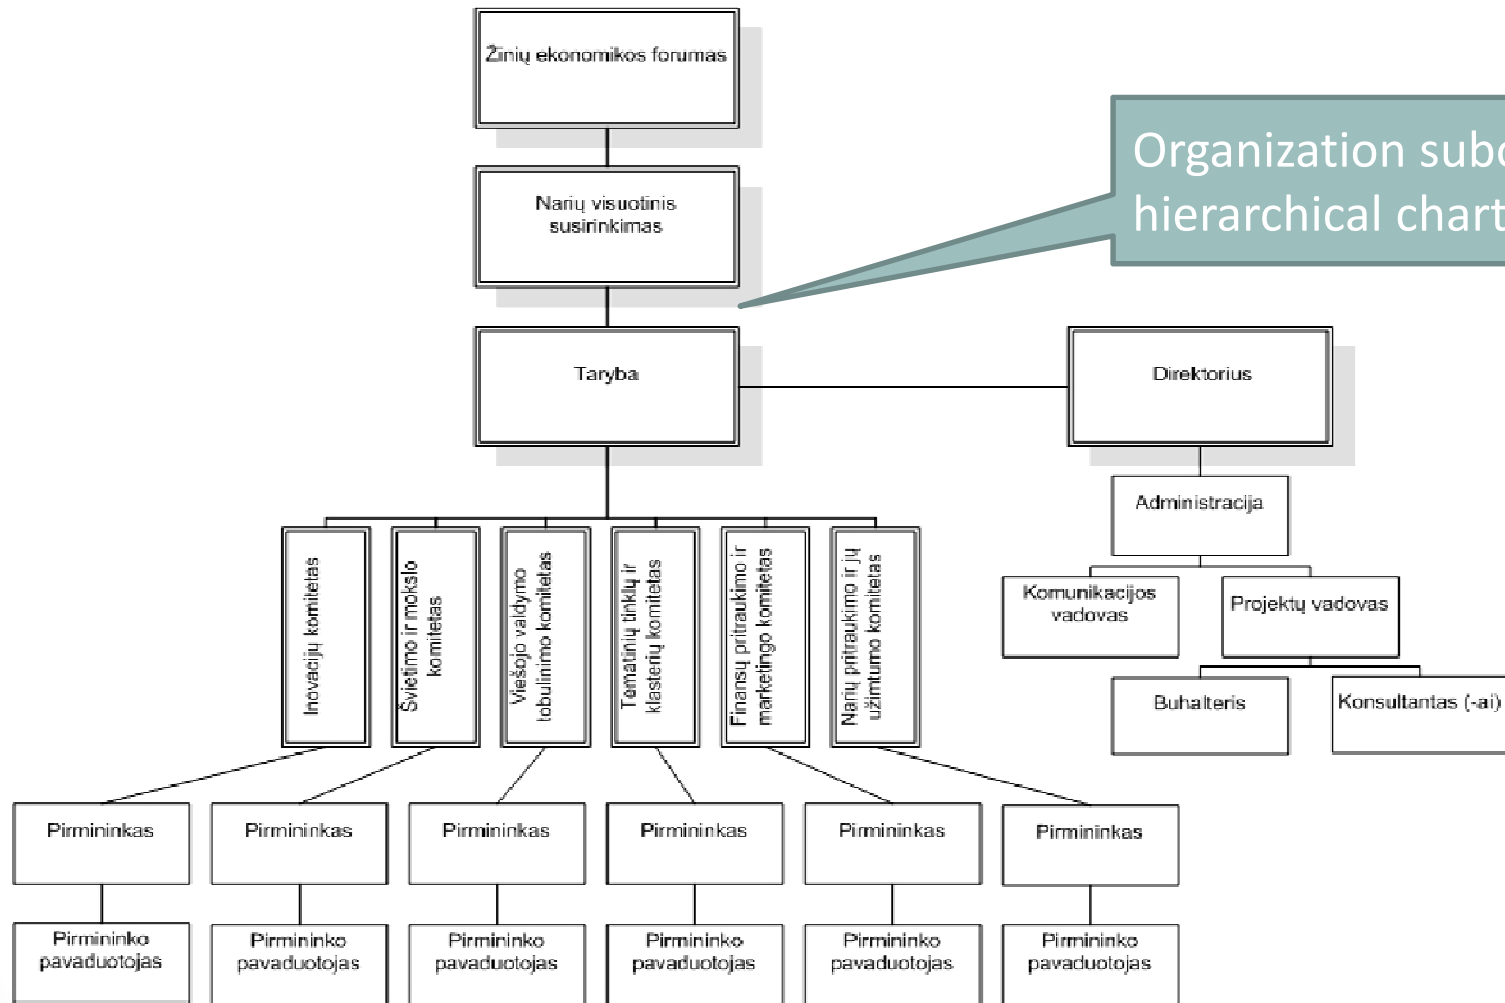 Žinių ekonomikos forumas
Narių visuotinis
susirinkimas
Organization
hierarchical chart
Taryba
Direktorius
Administracija
Komunikacijos
vadovas
Projektų vadovas
Buhalteris
Konsultantas (-ai)
Inovacijų komitetas
Švietimo ir mokslo
komitetas
Viešojo valdymo
tobulinimo komitetas
Tematinių tinklų ir
klasterių komitetas
Finansų pritraukimo ir
marketingo komitetas
Narių pritraukimo ir jų
užimtumo komitetas
Pirmininkas
Pirmininkas
Pirmininkas
Pirmininkas
Pirmininkas
Pirmininkas
Pirmininko
pavaduotojas
Pirmininko
pavaduotojas
Pirmininko
pavaduotojas
Pirmininko
pavaduotojas
Pirmininko
pavaduotojas
Pirmininko
pavaduotojas